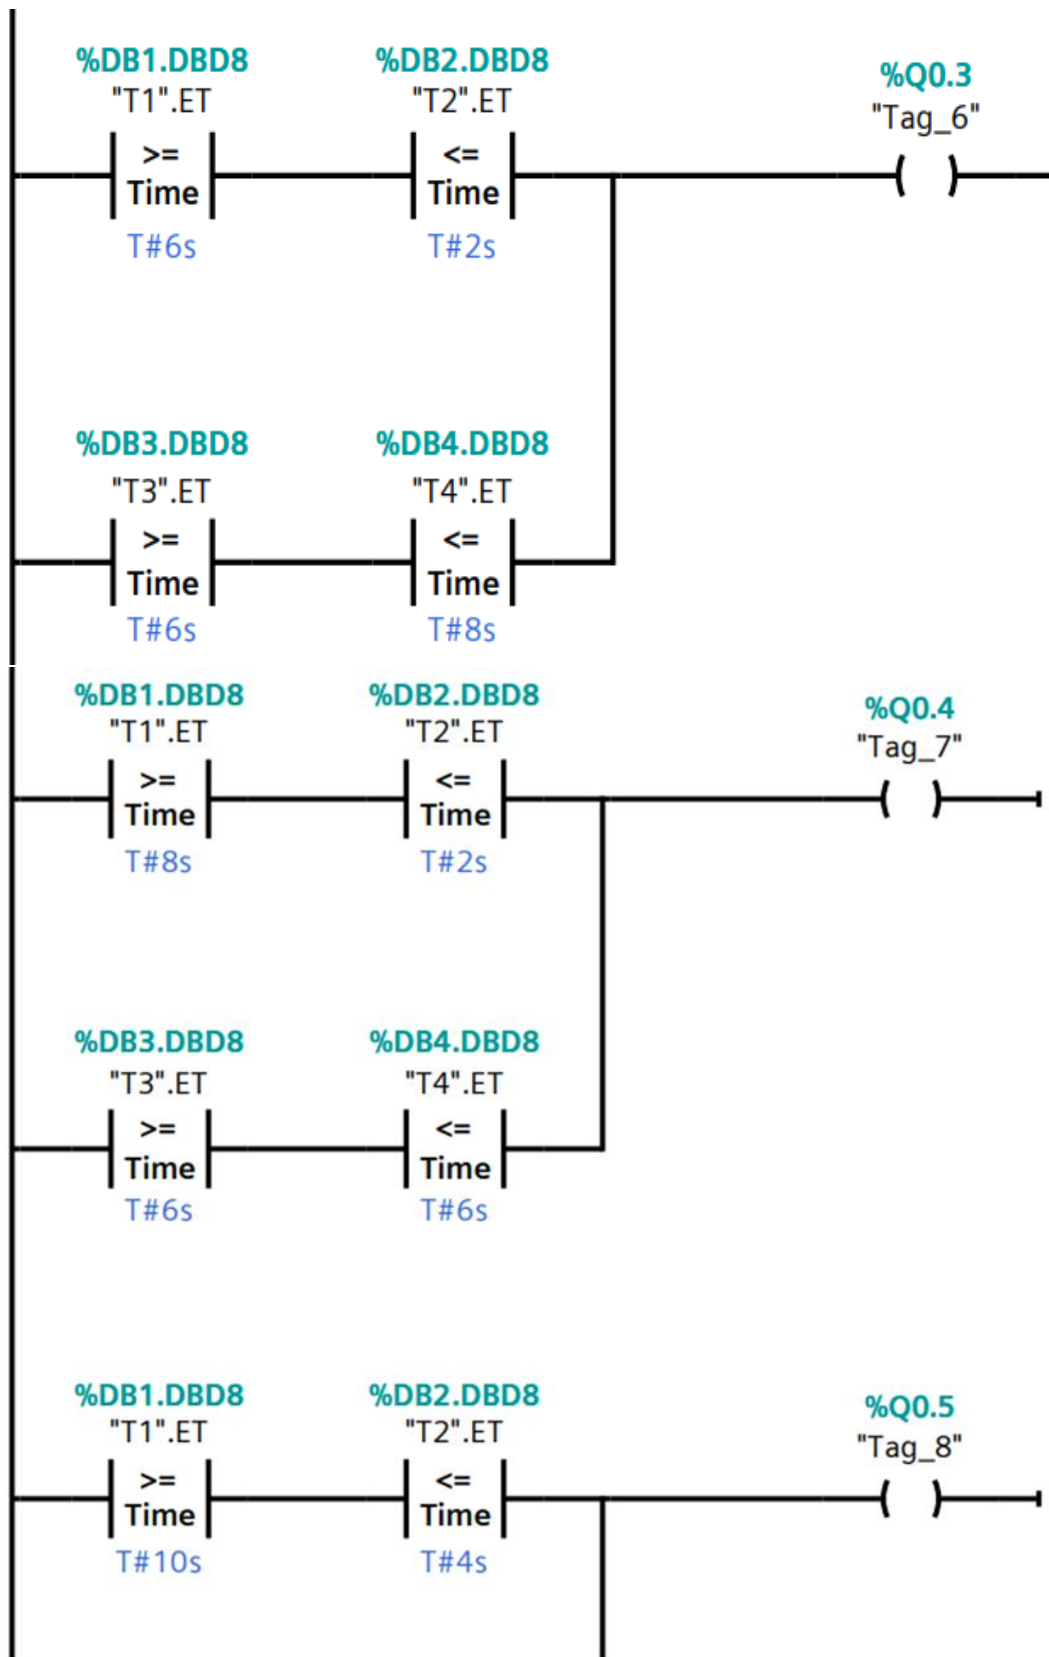 %DB1.DBD8 %DB2.DBD8 %Q0.3
"T1".ET "T2".ET "Tag_6"
>= <=
Time Time
T#6s T#2s
%DB3.DBD8 %DB4.DBD8
"T3".ET "T4".ET
>= <=
Time Time
T#6s T#8s
%DB1.DBD8 %DB2.DBD8 %Q0.4
"T1".ET "T2".ET "Tag_7"
>= <=
Time Time
T#8s T#2s
%DB3.DBD8 %DB4.DBD8
"T3".ET "T4".ET
>= <=
Time Time
T#6s T#6s
%DB1.DBD8 %DB2.DBD8 %Q0.5
"T1".ET "T2".ET "Tag_8"
>= <=
Time Time
T#10s T#4s